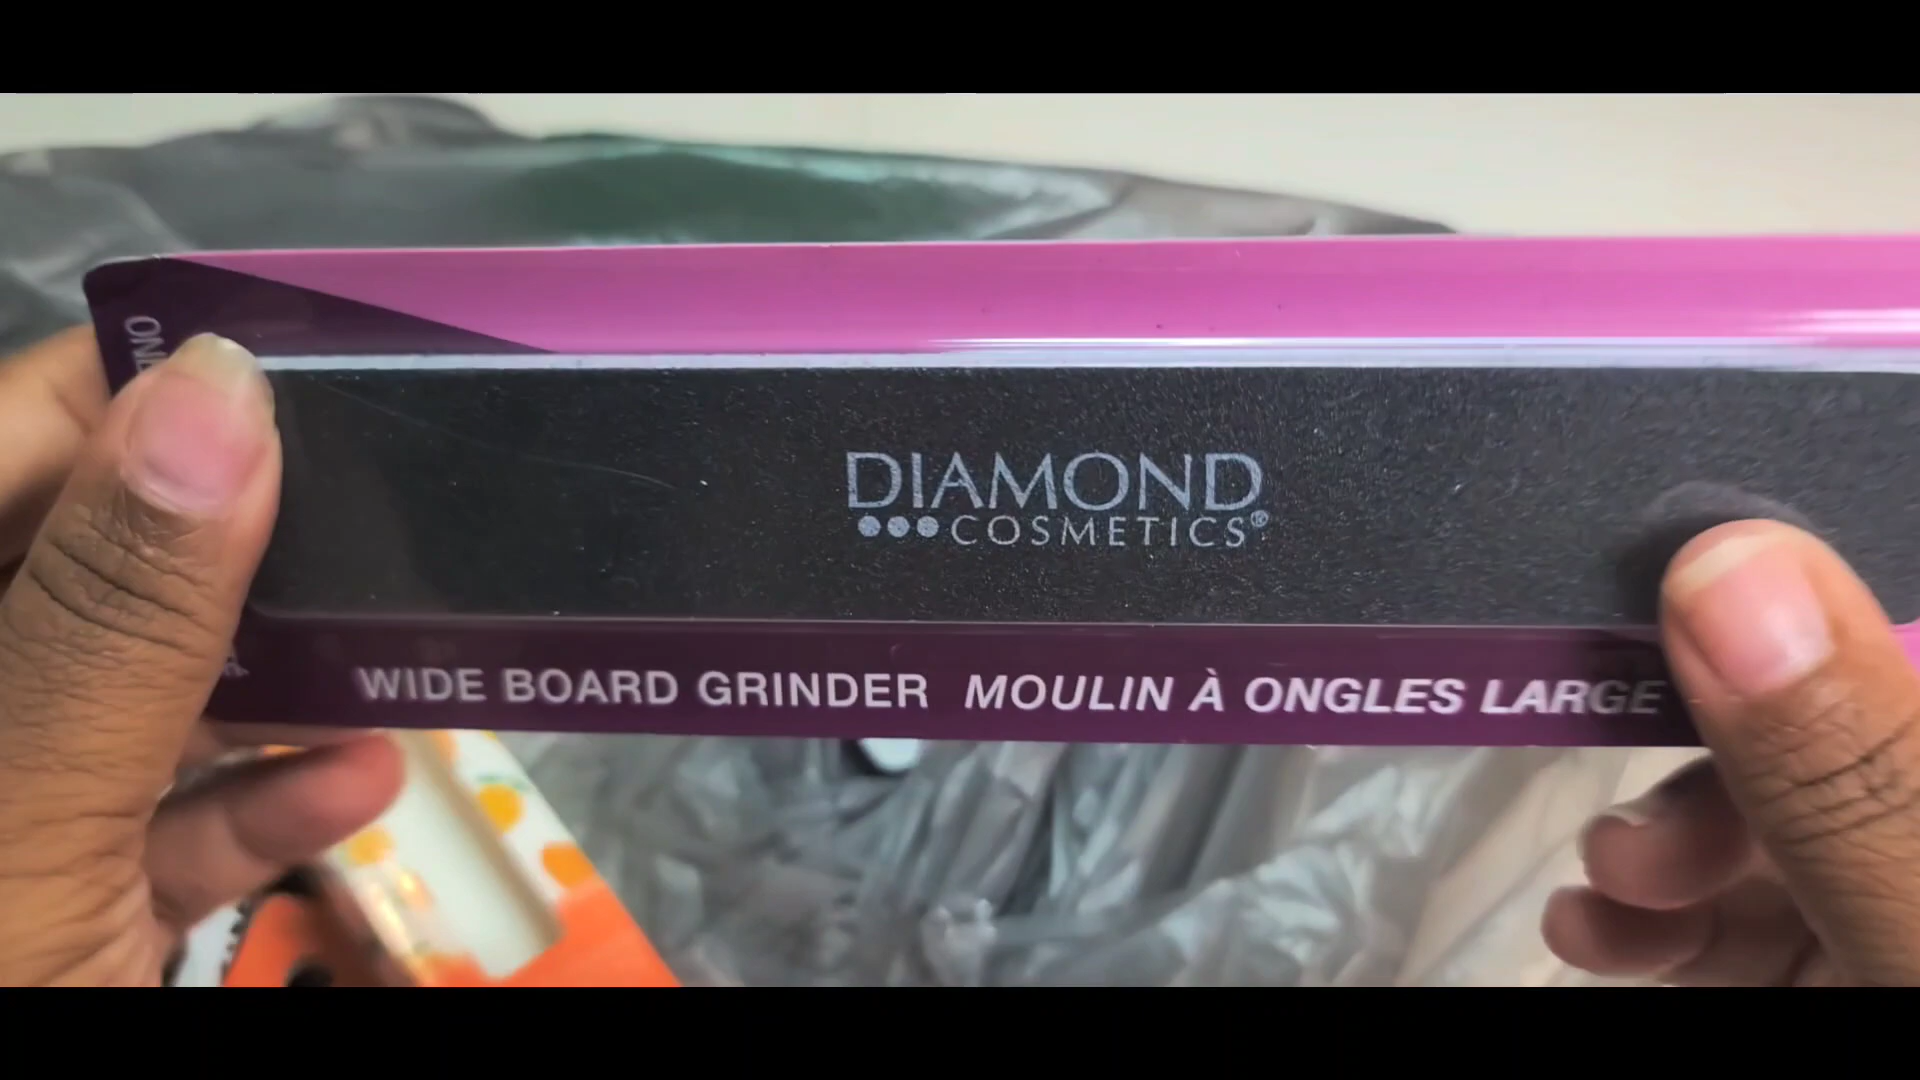 DIAMOND
COSMETICS®
WIDE BOARD GRINDER MOULIN À ONGLES LARGE